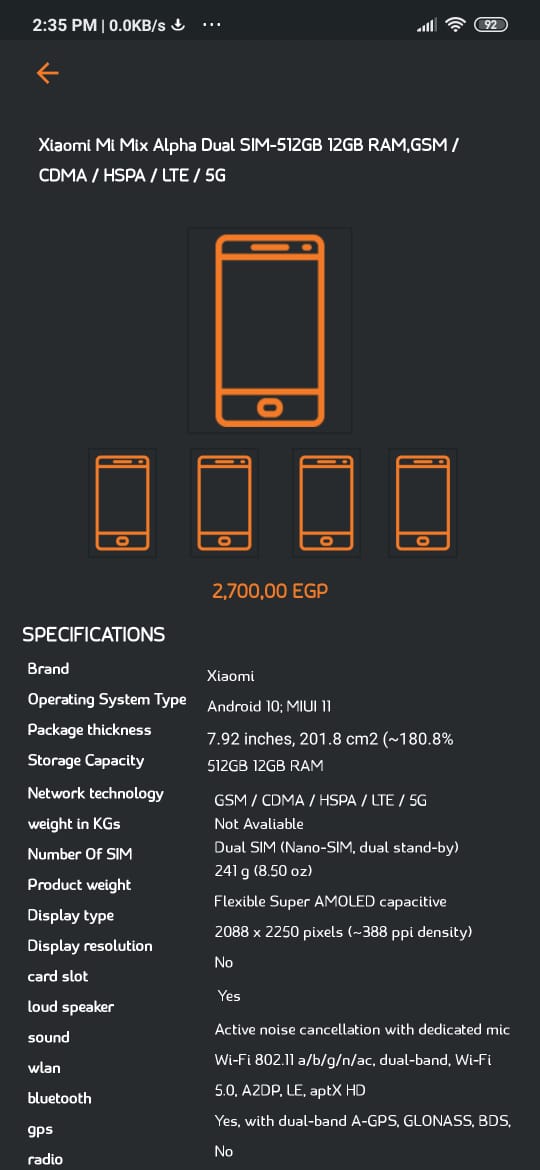 2:35 PM | 0.0KB/s ...
92
Xiaomi Mi Mix Alpha Dual SIM-512GB 12GB RAM,GSM /
CDMA / HSPA / LTE / 5G
2,700,00 EGP
SPECIFICATIONS
Brand
Xiaomi
Operating System Type
Android 10; MIUI 11
Package thickness
7.92 inches, 201.8 cm2 (~180.8%
Storage Capacity
512GB 12GB RAM
Network technology
GSM / CDMA / HSPA / LTE / 5G
weight in KGs
Not Avaliable
Number Of SIM
Dual SIM (Nano-SIM, dual stand-by)
Product weight
241 g (8.50 oz)
Display type
Flexible Super AMOLED capacitive
Display resolution
2088 x 2250 pixels (~388 ppi density)
card slot
No
loud speaker
Yes
sound
Active noise cancellation with dedicated mic
wlan
Wi-Fi 802.11 a/b/g/n/ac, dual-band, Wi-Fi
bluetooth
5.0, A2DP, LE, aptX HD
gps
Yes, with dual-band A-GPS, GLONASS, BDS,
radio
No